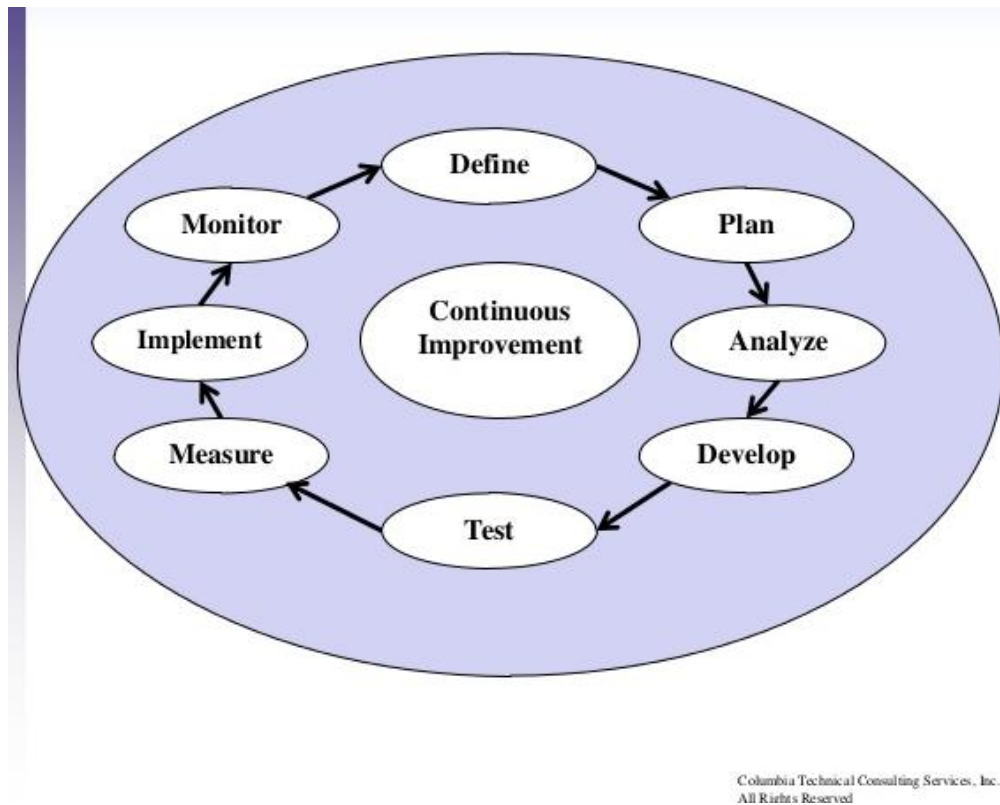 Define
Plan
Analyze
Develop
Test
Measure
Implement
Monitor
Continuous
Improvement
Columbia Technical Consulting Services, Inc.
All Rights Reserved